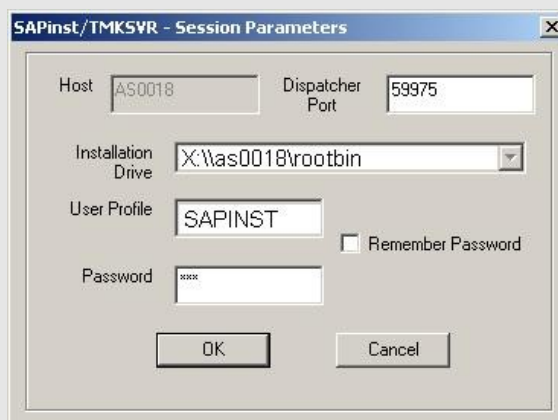 SAPinst/TMKSVR - Session Parameters
Host
AS0018
Dispatcher
Port
59975
Installation
Drive
X:\\as0018\rootbin
User Profile
SAPINST
Remember Password
Password
***
OK
Cancel